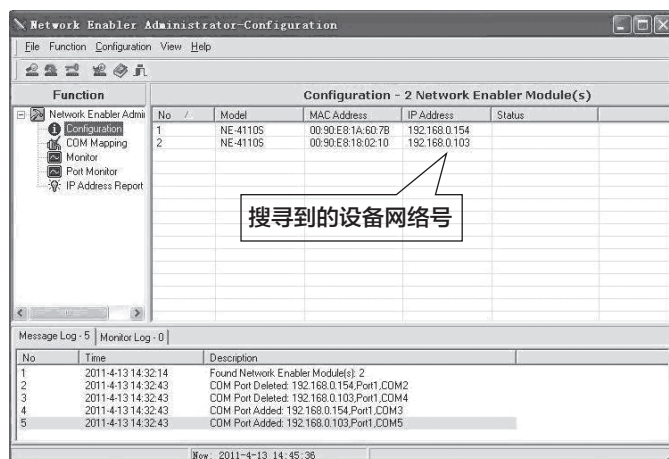 Network Enabler Administrator-Configuration
File Function Configuration View Help
Function
Configuration - 2 Network Enabler Module(s)
Network Enabler Admi
Configuration
COM Mapping
Monitor
Port Monitor
IP Address Report
No Model MAC Address IP Address Status
1 NE-4110S 00:90:E8:1A:60:7B 192.168.0.154
2 NE-4110S 00:90:E8:18:02:10 192.168.0.103
搜寻到的设备网络号
Message Log - 5 Monitor Log - 0
No Time Description
1 2011-4-13 14:32:14 Found Network Enabler Module(s): 2
2 2011-4-13 14:32:43 COM Port Deleted: 192.168.0.154,Port1,COM2
3 2011-4-13 14:32:43 COM Port Deleted: 192.168.0.103,Port1,COM4
4 2011-4-13 14:32:43 COM Port Added: 192.168.0.154,Port1,COM3
5 2011-4-13 14:32:43 COM Port Added: 192.168.0.103,Port1,COM5
Now: 2011-4-13 14:45:36